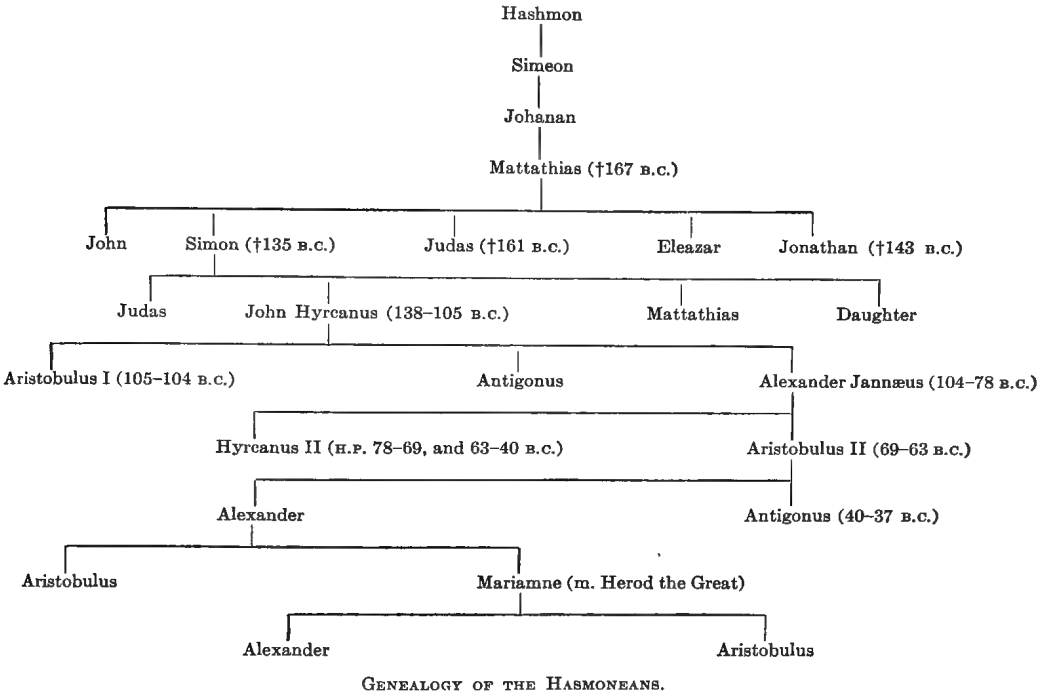 Hashmon
Simeon
Johanan
Mattathias (†167 B.C.)
John Simon (†135 B.C.) Judas (†161 B.C.) Eleazar Jonathan (†143 B.C.)
Judas John Hyrcanus (138–105 B.C.) Mattathias Daughter
Aristobulus I (105–104 B.C.) Antigonus Alexander Jannæus (104–78 B.C.)
Hyrcanus II (H.P. 78–69, and 63–40 B.C.) Aristobulus II (69–63 B.C.)
Alexander Antigonus (40–37 B.C.)
Aristobulus Mariamne (m. Herod the Great)
Alexander Aristobulus
GENEALOGY OF THE HASMONEANS.